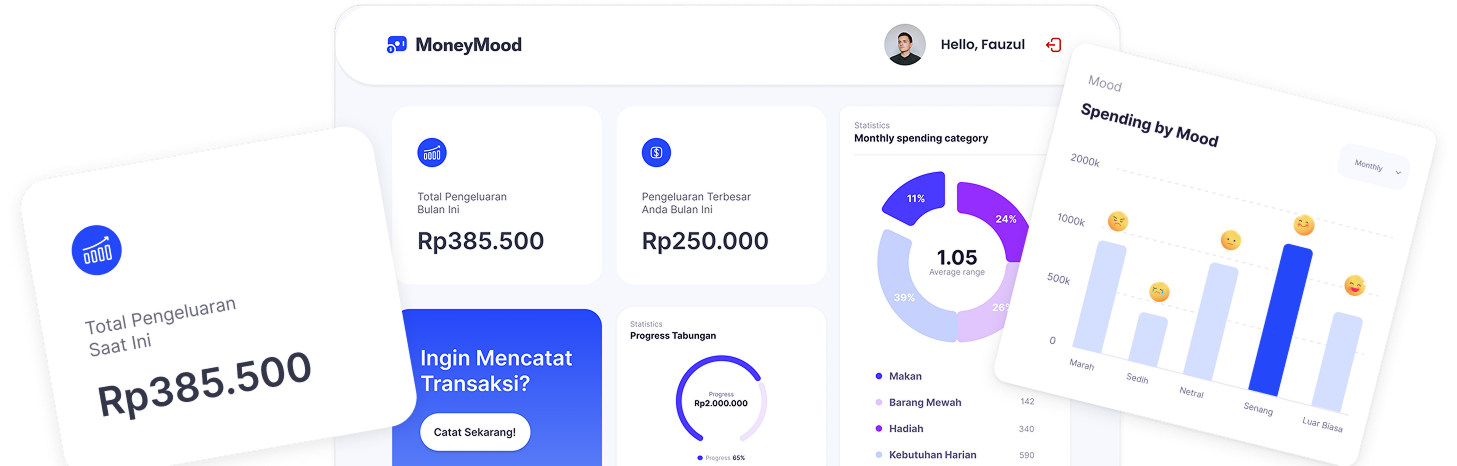 MoneyMood
Hello, Fauzul
Total Pengeluaran
Saat Ini
Rp385.500
Total Pengeluaran
Bulan Ini
Rp385.500
Pengeluaran Terbesar
Anda Bulan Ini
Rp250.000
Ingin Mencatat
Transaksi?
Catat Sekarang!
Statistics
Progress Tabungan
Progress
Rp2.000.000
Progress 65%
Statistics
Monthly spending category
11%
24%
39%
26%
1.05
Average range
Makan
Barang Mewah 142
Hadiah 340
Kebutuhan Harian 590
Mood
Spending by Mood
Monthly
2000k
1000k
500k
0
Marah
Sedih
Netral
Senang
Luar Biasa